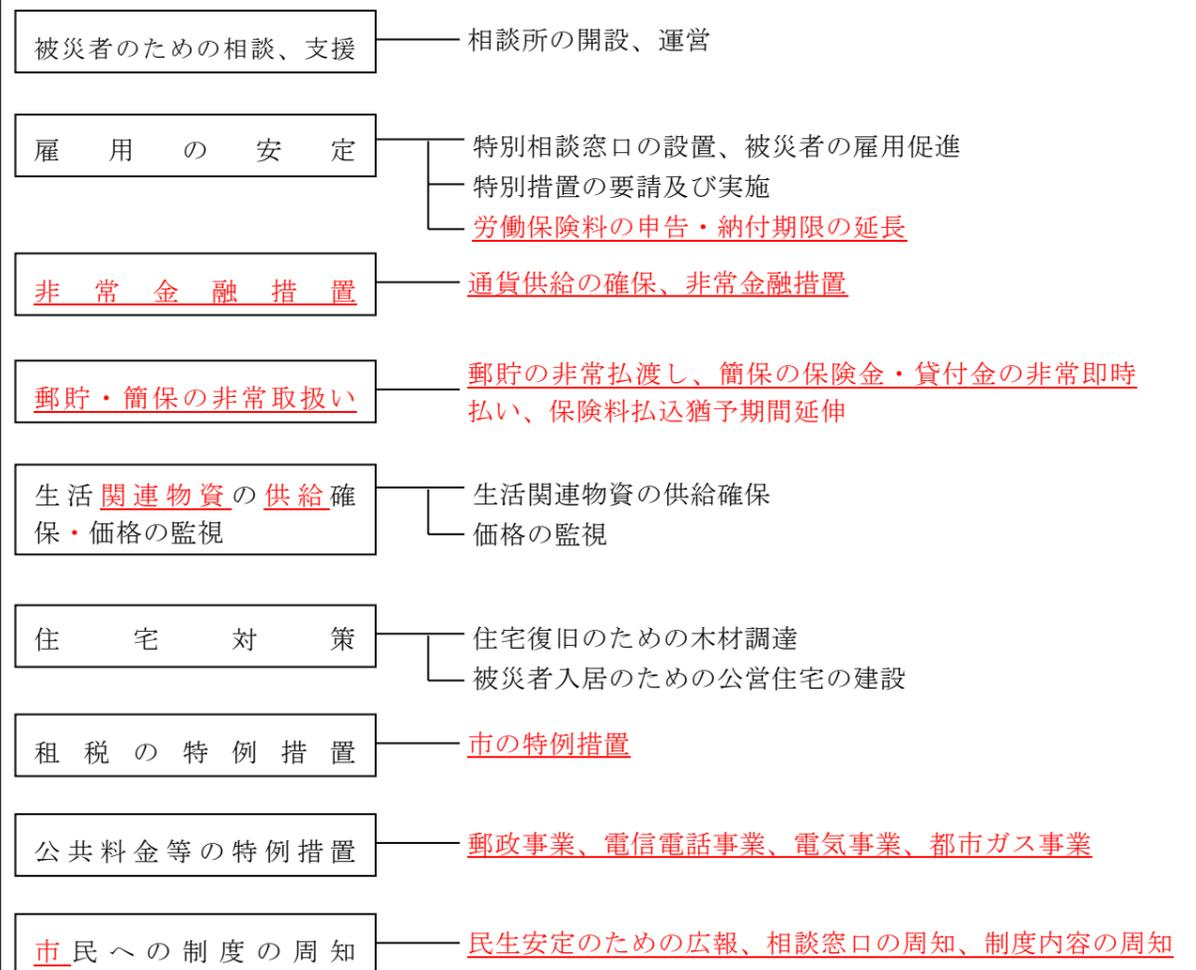 被災者のための相談、支援
相談所の開設、運営
雇用の安定
特別相談窓口の設置、被災者の雇用促進
特別措置の要請及び実施
労働保険料の申告・納付期限の延長
非常金融措置
通貨供給の確保、非常金融措置
郵貯・簡保の非常取扱い
郵貯の非常払渡し、簡保の保険金・貸付金の非常即時
払い、保険料払込猶予期間延伸
生活関連物資の供給確
保・価格の監視
生活関連物資の供給確保
価格の監視
住宅対策
住宅復旧のための木材調達
被災者入居のための公営住宅の建設
租税の特例措置
市の特例措置
公共料金等の特例措置
郵政事業、電信電話事業、電気事業、都市ガス事業
市民への制度の周知
民生安定のための広報、相談窓口の周知、制度内容の周知